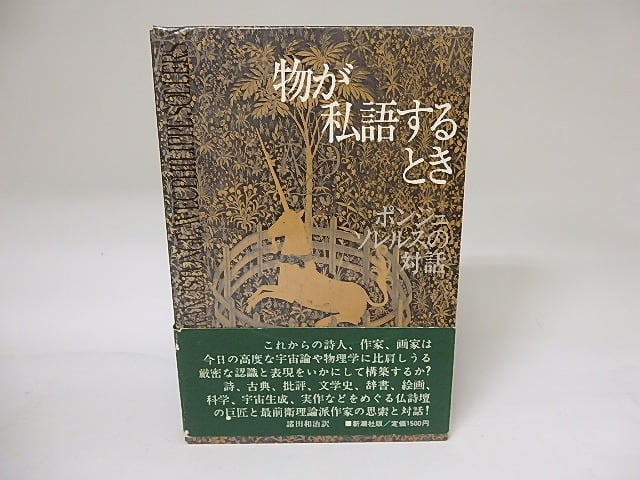 物が
私語する
とき
ポンジュ
ソレルスの
対話
これからの詩人、作家、画家は
今日の高度な宇宙論や物理学に比肩しうる
厳密な認識と表現をいかにして構築するか?
詩、古典、批評、文学史、辞書、絵画、
科学、宇宙生成、実作などをめぐる仏詩壇
の巨匠と最前衛理論派作家の思索と対話!
諸田和治訳
■新潮社版/定価1500円